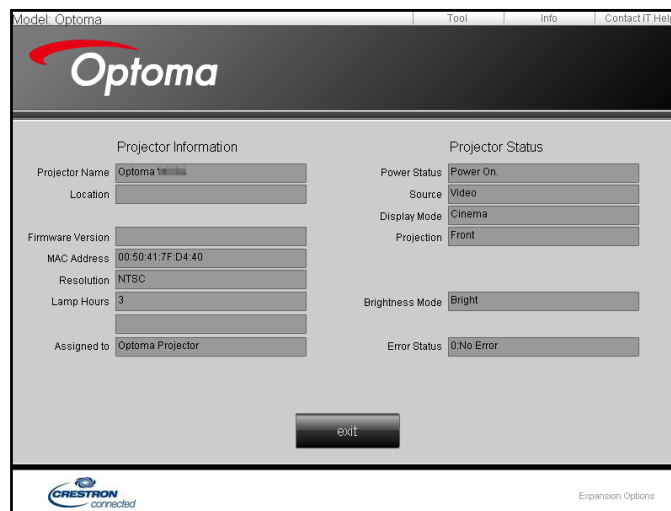 Model: Optoma
Tool
Info
Contact IT Hel
Optoma
Projector Information
Projector Name
Optoma
Location
Firmware Version
MAC Address
00:50:41:7F:D4:40
Resolution
NTSC
Lamp Hours
3
Assigned to
Optoma Projector
Projector Status
Power Status
Power On.
Source
Video
Display Mode
Cinema
Projection
Front
Brightness Mode
Bright
Error Status
0:No Error
exit
CRESTRON
connected
Expansion Options